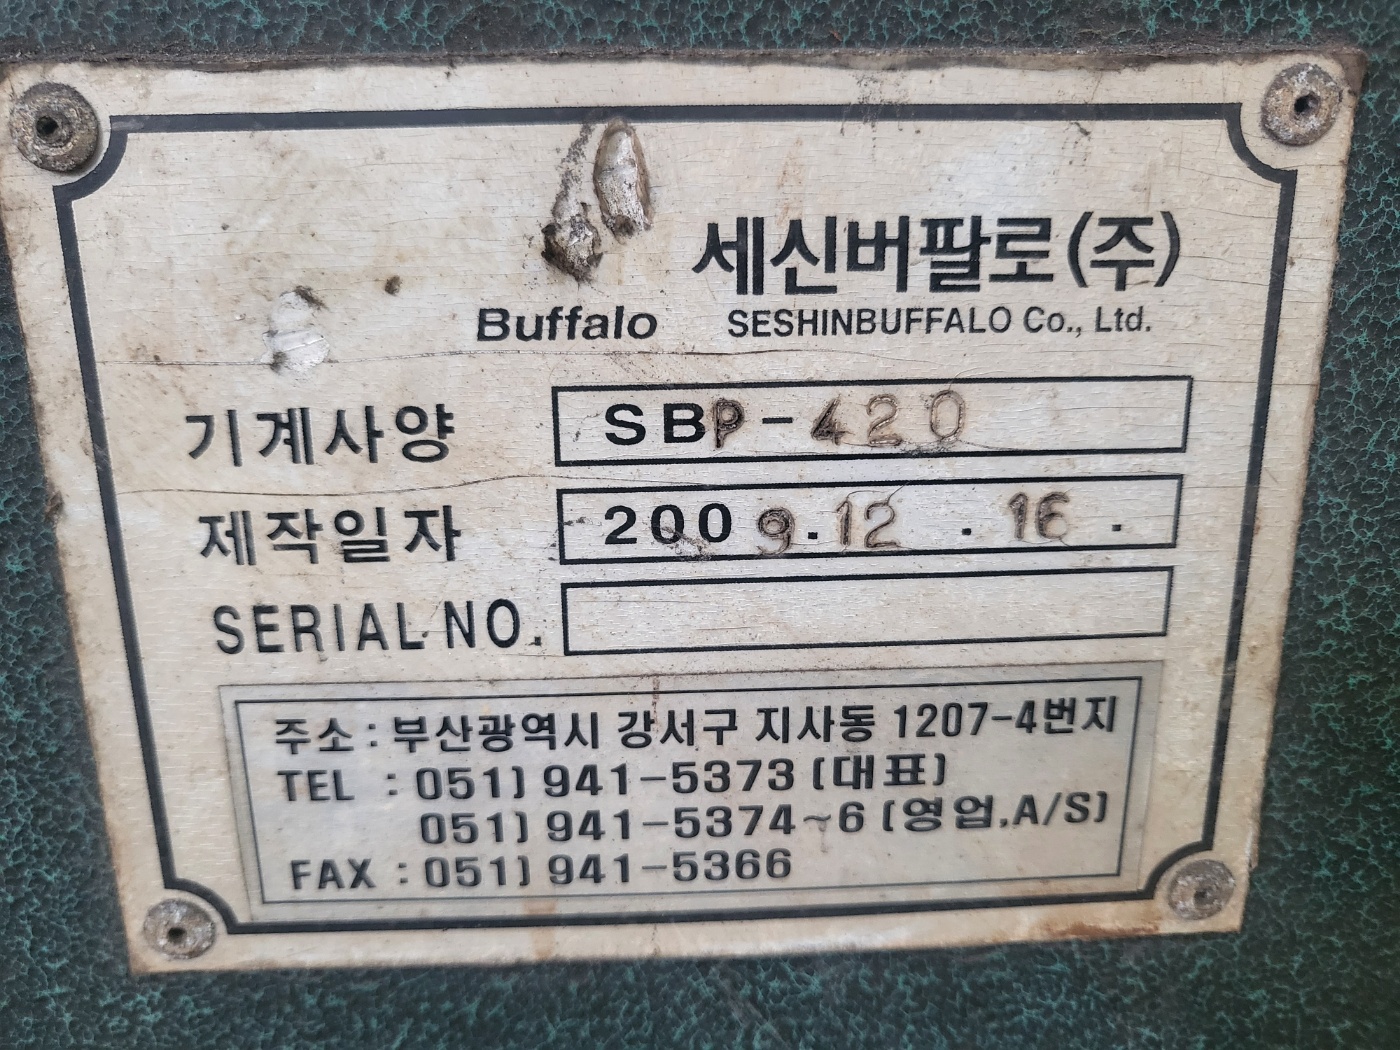 세신버팔로(주)
Buffalo SESHINBUFFALO Co., Ltd.
기계사양 SBP-420
제작일자 2009.12 . 16 .
SERIAL NO.
주소 : 부산광역시 강서구 지사동 1207-4번지
TEL : 051) 941-5373 (대표)
051) 941-5374~6 (영업.A/S)
FAX : 051) 941-5366